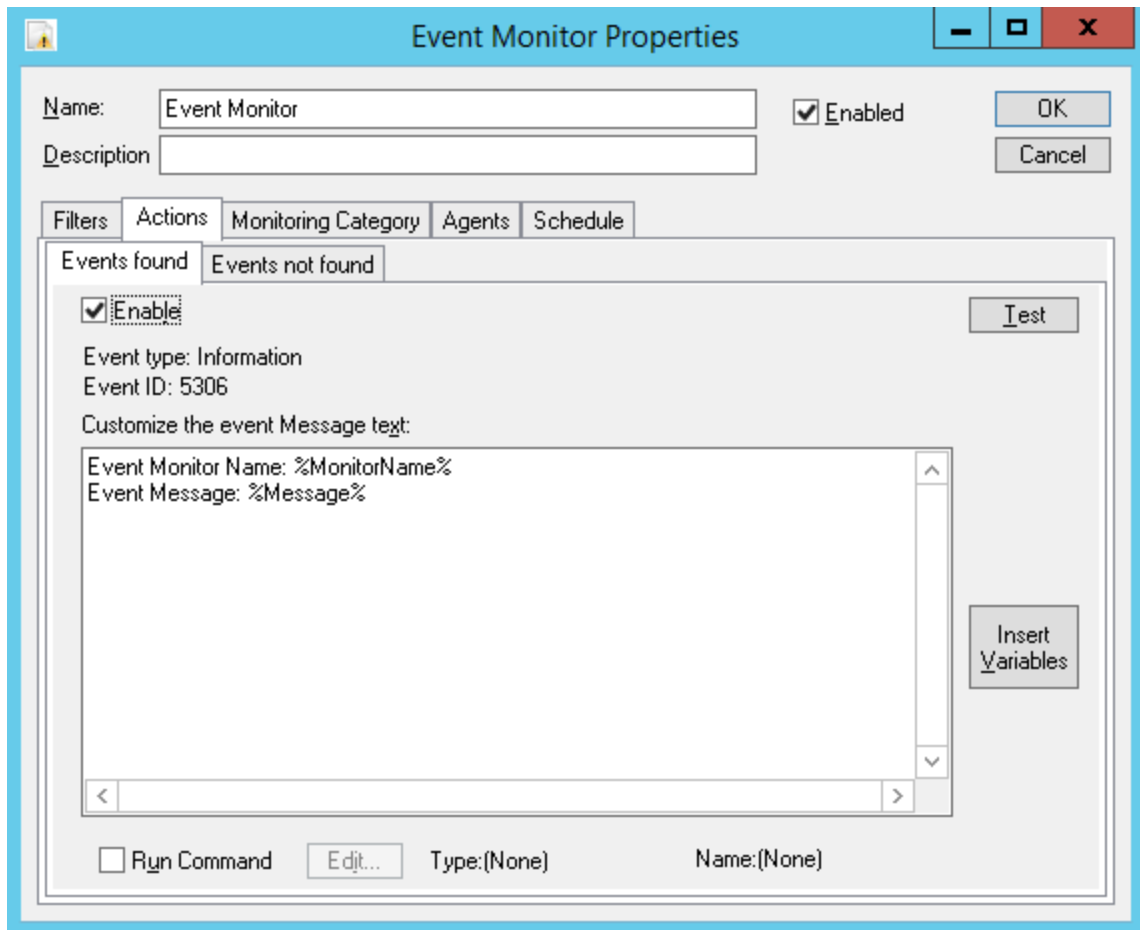 Event Monitor Properties
Name: Event Monitor Enabled OK
Description Cancel
Filters Actions Monitoring Category Agents Schedule
Events found Events not found
Enable Test
Event type: Information
Event ID: 5306
Customize the event Message text:
Event Monitor Name: %MonitorName%
Event Message: %Message%
Insert
Variables
Run Command Edit... Type:(None) Name:(None)